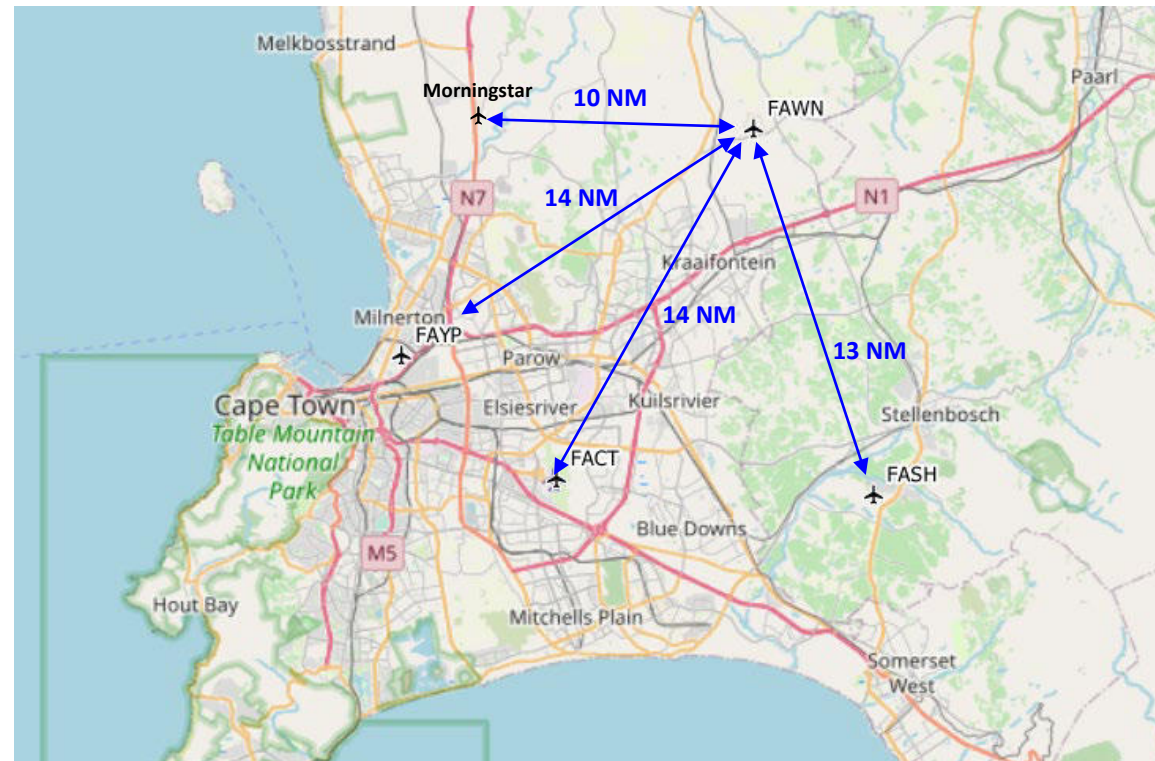 Melkbosstrand
Paarl
Morningstar
10 NM
FAWN
N7
N1
14 NM
Kraaifontein
Milnerton
14 NM
FAYP
Parow
13 NM
Cape Town
Elsiesriver
Kuilsrivier
Stellenbosch
Table Mountain
National
Park
FACT
FASH
Blue Downs
M5
Hout Bay
Mitchells Plain
Somerset
West